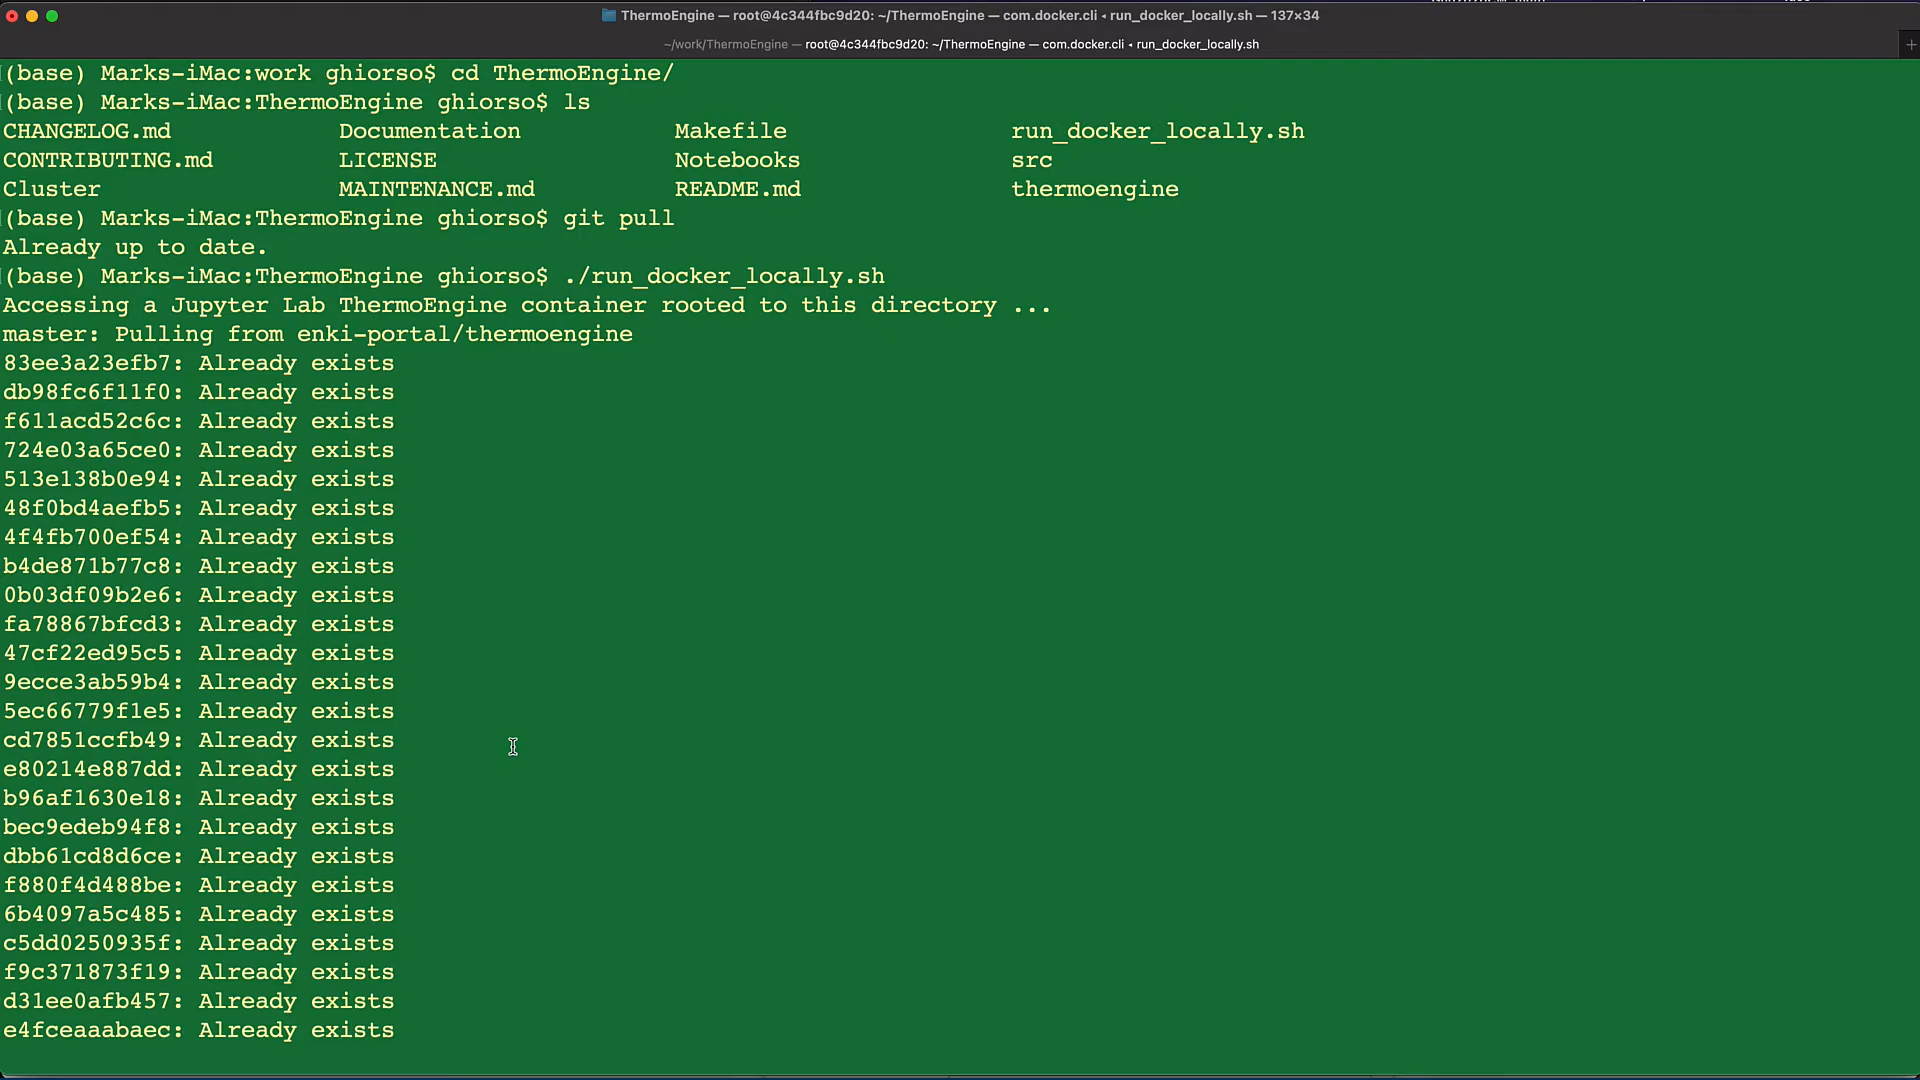 ThermoEngine — root@4c344fbc9d20: ~/ThermoEngine — com.docker.cli ◂ run_docker_locally.sh — 137×34
~/work/ThermoEngine — root@4c344fbc9d20: ~/ThermoEngine — com.docker.cli ◂ run_docker_locally.sh
(base) Marks-iMac:work ghiorso$ cd ThermoEngine/
(base) Marks-iMac:ThermoEngine ghiorso$ ls
CHANGELOG.md Documentation Makefile run_docker_locally.sh
CONTRIBUTING.md LICENSE Notebooks src
Cluster MAINTENANCE.md README.md thermoengine
(base) Marks-iMac:ThermoEngine ghiorso$ git pull
Already up to date.
(base) Marks-iMac:ThermoEngine ghiorso$ ./run_docker_locally.sh
Accessing a Jupyter Lab ThermoEngine container rooted to this directory ...
master: Pulling from enki-portal/thermoengine
83ee3a23efb7: Already exists
db98fc6f11f0: Already exists
f611acd52c6c: Already exists
724e03a65ce0: Already exists
513e138b0e94: Already exists
48f0bd4aefb5: Already exists
4f4fb700ef54: Already exists
b4de871b77c8: Already exists
0b03df09b2e6: Already exists
fa78867bfcd3: Already exists
47cf22ed95c5: Already exists
9ecce3ab59b4: Already exists
5ec66779f1e5: Already exists
cd7851ccfb49: Already exists
e80214e887dd: Already exists
b96af1630e18: Already exists
bec9edeb94f8: Already exists
dbb61cd8d6ce: Already exists
f880f4d488be: Already exists
6b4097a5c485: Already exists
c5dd0250935f: Already exists
f9c371873f19: Already exists
d31ee0afb457: Already exists
e4fceaaabaec: Already exists